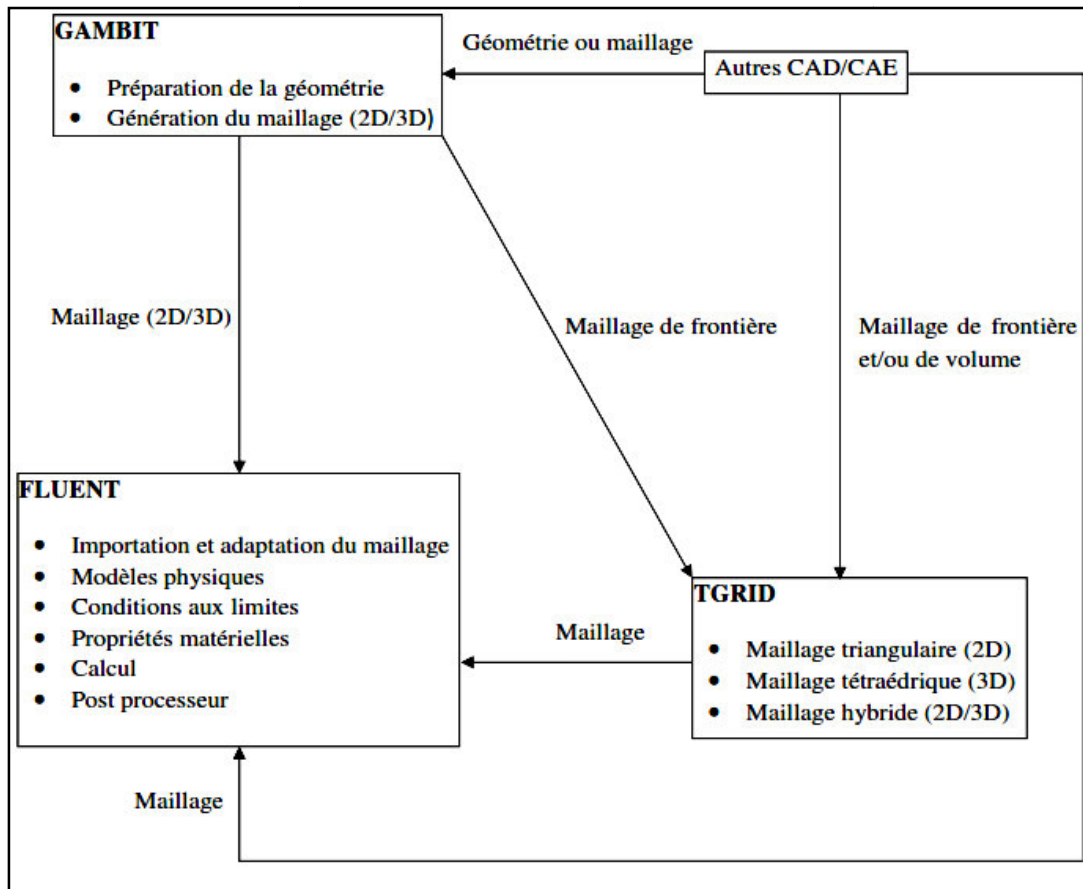 GAMBIT
• Préparation de la géométrie
• Génération du maillage (2D/3D)
Géométrie ou maillage
Autres CAD/CAE
Maillage (2D/3D)
Maillage de frontière
Maillage de frontière
et/ou de volume
FLUENT
• Importation et adaptation du maillage
• Modèles physiques
• Conditions aux limites
• Propriétés matérielles
• Calcul
• Post processeur
Maillage
TGRID
• Maillage triangulaire (2D)
• Maillage tétraédrique (3D)
• Maillage hybride (2D/3D)
Maillage